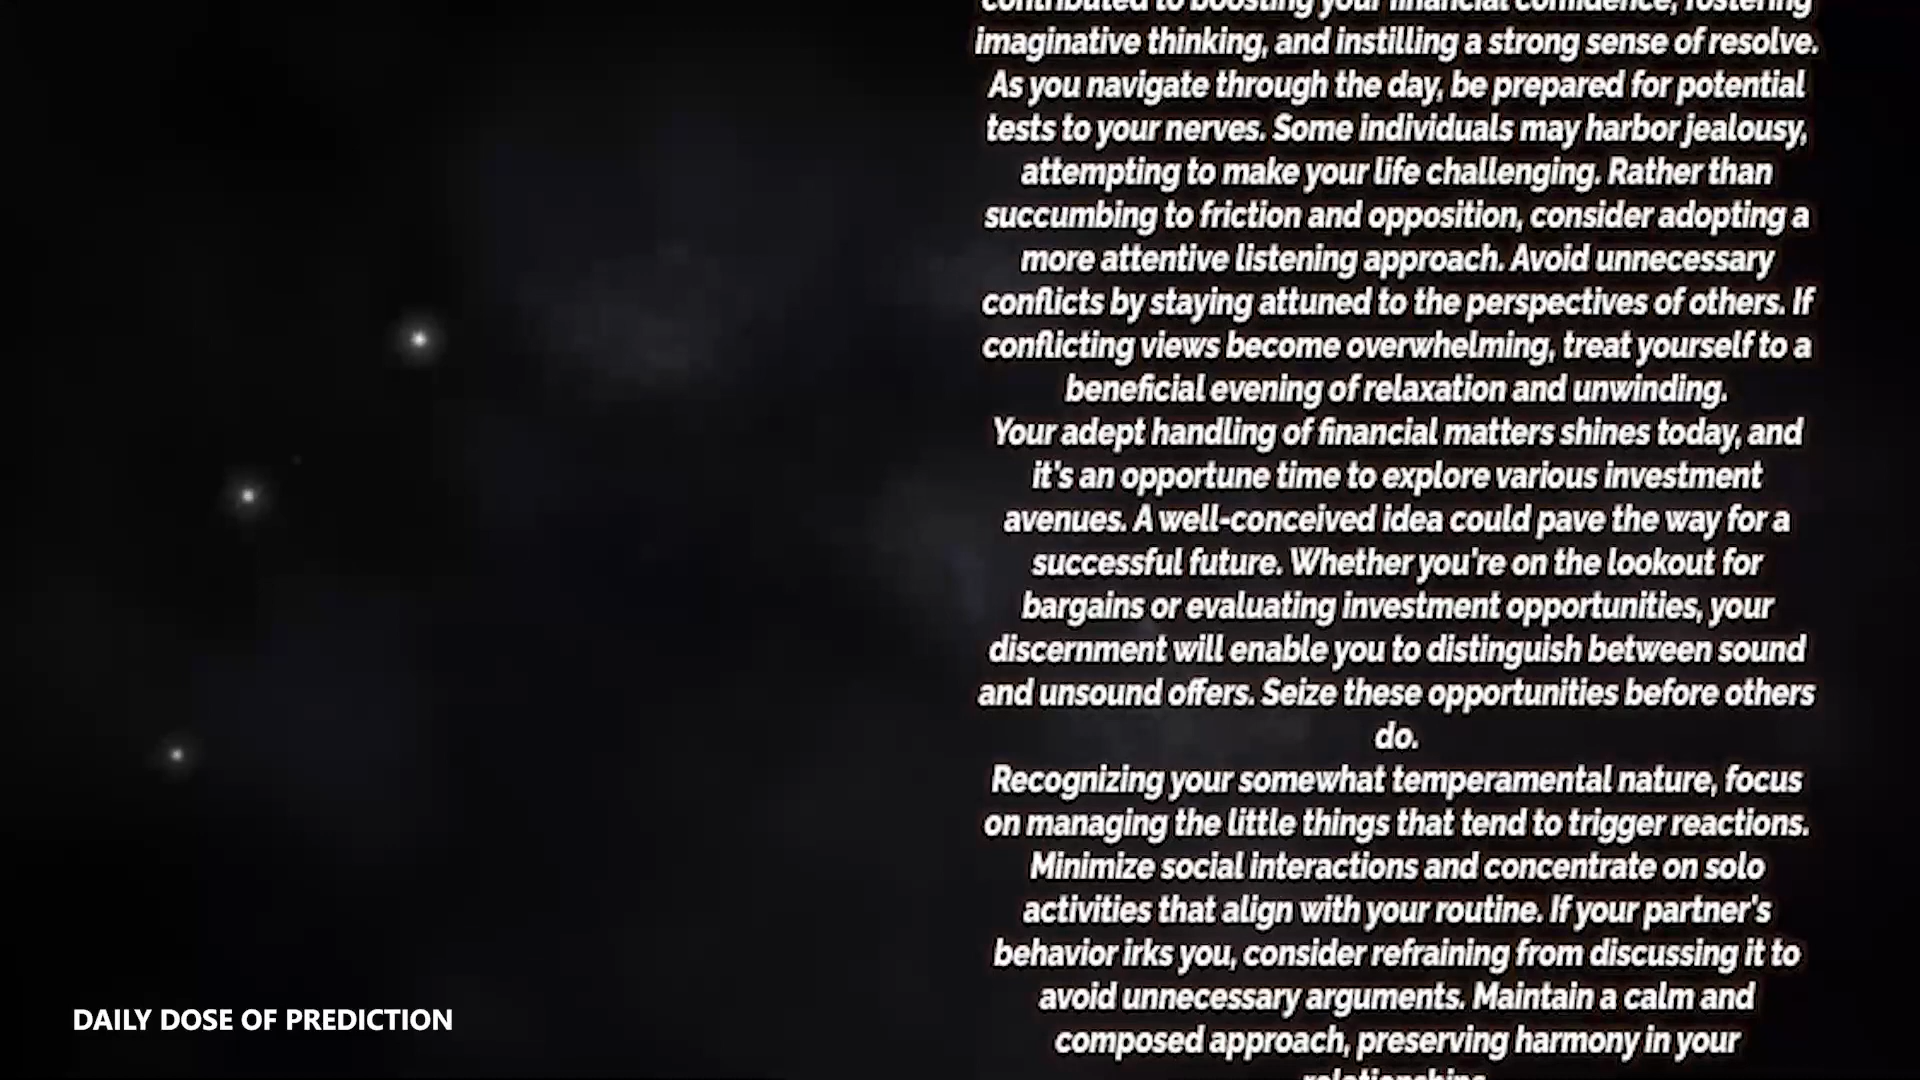 contributed to boosting your financial confidence, fostering
imaginative thinking, and instilling a strong sense of resolve.
As you navigate through the day, be prepared for potential
tests to your nerves. Some individuals may harbor jealousy,
attempting to make your life challenging. Rather than
succumbing to friction and opposition, consider adopting a
more attentive listening approach. Avoid unnecessary
conflicts by staying attuned to the perspectives of others. If
conflicting views become overwhelming, treat yourself to a
beneficial evening of relaxation and unwinding.
Your adept handling of financial matters shines today, and
it's an opportune time to explore various investment
avenues. A well-conceived idea could pave the way for a
successful future. Whether you're on the lookout for
bargains or evaluating investment opportunities, your
discernment will enable you to distinguish between sound
and unsound offers. Seize these opportunities before others
do.
Recognizing your somewhat temperamental nature, focus
on managing the little things that tend to trigger reactions.
Minimize social interactions and concentrate on solo
activities that align with your routine. If your partner's
behavior irks you, consider refraining from discussing it to
avoid unnecessary arguments. Maintain a calm and
composed approach, preserving harmony in your
relationships.
DAILY DOSE OF PREDICTION